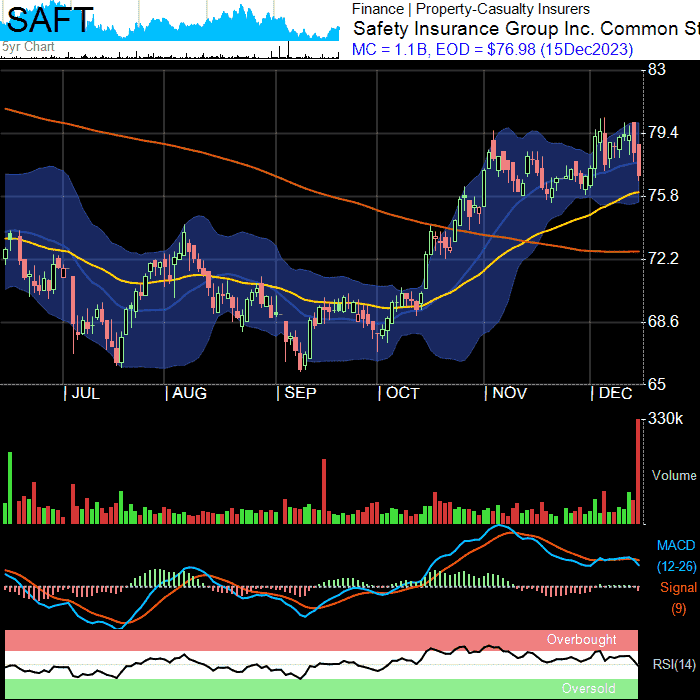 SAFT
Finance | Property-Casualty Insurers
Safety Insurance Group Inc. Common St
5yr Chart
MC = 1.1B, EOD = $76.98 (15Dec2023)
83
79.4
75.8
72.2
68.6
65
| JUL | AUG | SEP | OCT | NOV | DEC
330k
Volume
MACD
(12-26)
Signal
(9)
Overbought
RSI(14)
Oversold